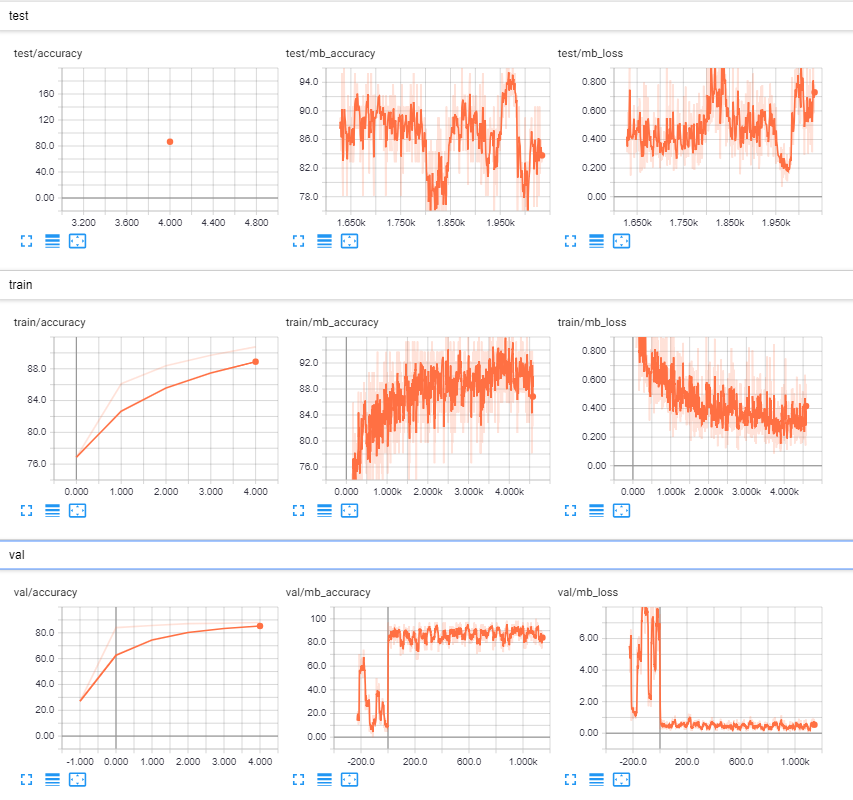 test
test/accuracy test/mb_accuracy test/mb_loss
160
120
80.0
40.0
0.00
3.200 3.600 4.000 4.400 4.800
94.0
90.0
86.0
82.0
78.0
1.650k 1.750k 1.850k 1.950k
0.800
0.600
0.400
0.200
0.00
1.650k 1.750k 1.850k 1.950k
train
train/accuracy train/mb_accuracy train/mb_loss
88.0
84.0
80.0
76.0
0.000 1.000 2.000 3.000 4.000
92.0
88.0
84.0
80.0
76.0
0.000 1.000k 2.000k 3.000k 4.000k
0.800
0.600
0.400
0.200
0.00
0.000 1.000k 2.000k 3.000k 4.000k
val
val/accuracy val/mb_accuracy val/mb_loss
80.0
60.0
40.0
20.0
0.00
-1.000 0.000 1.000 2.000 3.000 4.000
100
80.0
60.0
40.0
20.0
0.00
-200.0 200.0 600.0 1.000k
6.00
4.00
2.00
0.00
-200.0 200.0 600.0 1.000k